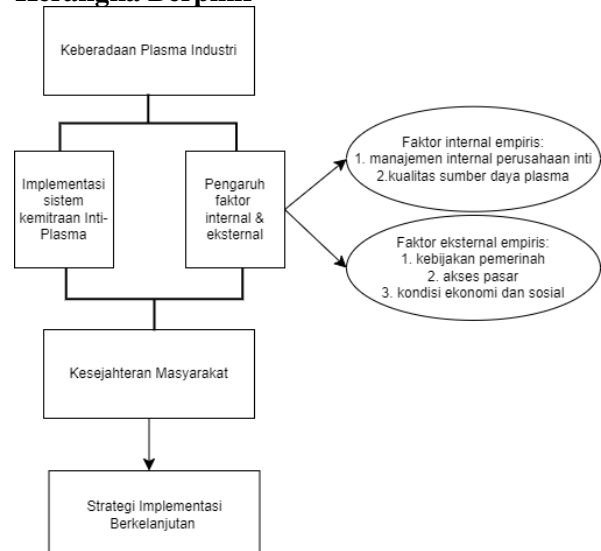 Kerangka Berpikir
Keberadaan Plasma Industri
Implementasi
sistem
kemitraan Inti-
Plasma
Pengaruh
faktor
internal &
eksternal
Faktor internal empiris:
1. manajemen internal perusahaan inti
2.kualitas sumber daya plasma
Faktor eksternal empiris:
1. kebijakan pemerinah
2. akses pasar
3. kondisi ekonomi dan sosial
Kesejahteran Masyarakat
Strategi Implementasi
Berkelanjutan